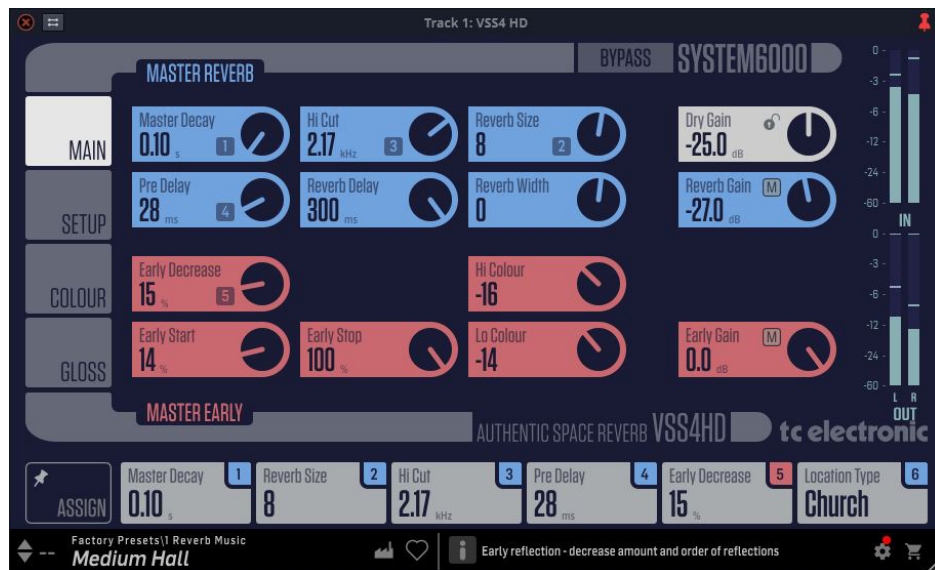 Track 1: VSS4 HD
BYPASS SYSTEM6000
MASTER REVERB
MAIN
SETUP
COLOUR
GLOSS
Master Decay
0.10 s 1
Hi Cut
2.17 kHz 3
Reverb Size
8 2
Dry Gain
-25.0 dB
Pre Delay
28 ms 4
Reverb Delay
300 ms
Reverb Width
0
Reverb Gain M
-27.0 dB
Early Decrease
15 % 5
Hi Colour
-16
Early Start
14 %
Early Stop
100 %
Lo Colour
-14
Early Gain M
0.0 dB
0 -
-3 -
-6 -
-12 -
-24 -
-60 -
IN
0 -
-3 -
-6 -
-12 -
-24 -
-60 -
L R
OUT
MASTER EARLY
AUTHENTIC SPACE REVERB VSS4HD tc electronic
ASSIGN
Master Decay 1
0.10 s
Reverb Size 2
8
Hi Cut 3
2.17 kHz
Pre Delay 4
28 ms
Early Decrease 5
15 %
Location Type 6
Church
-- Factory Presets\1 Reverb Music
Medium Hall
i Early reflection - decrease amount and order of reflections